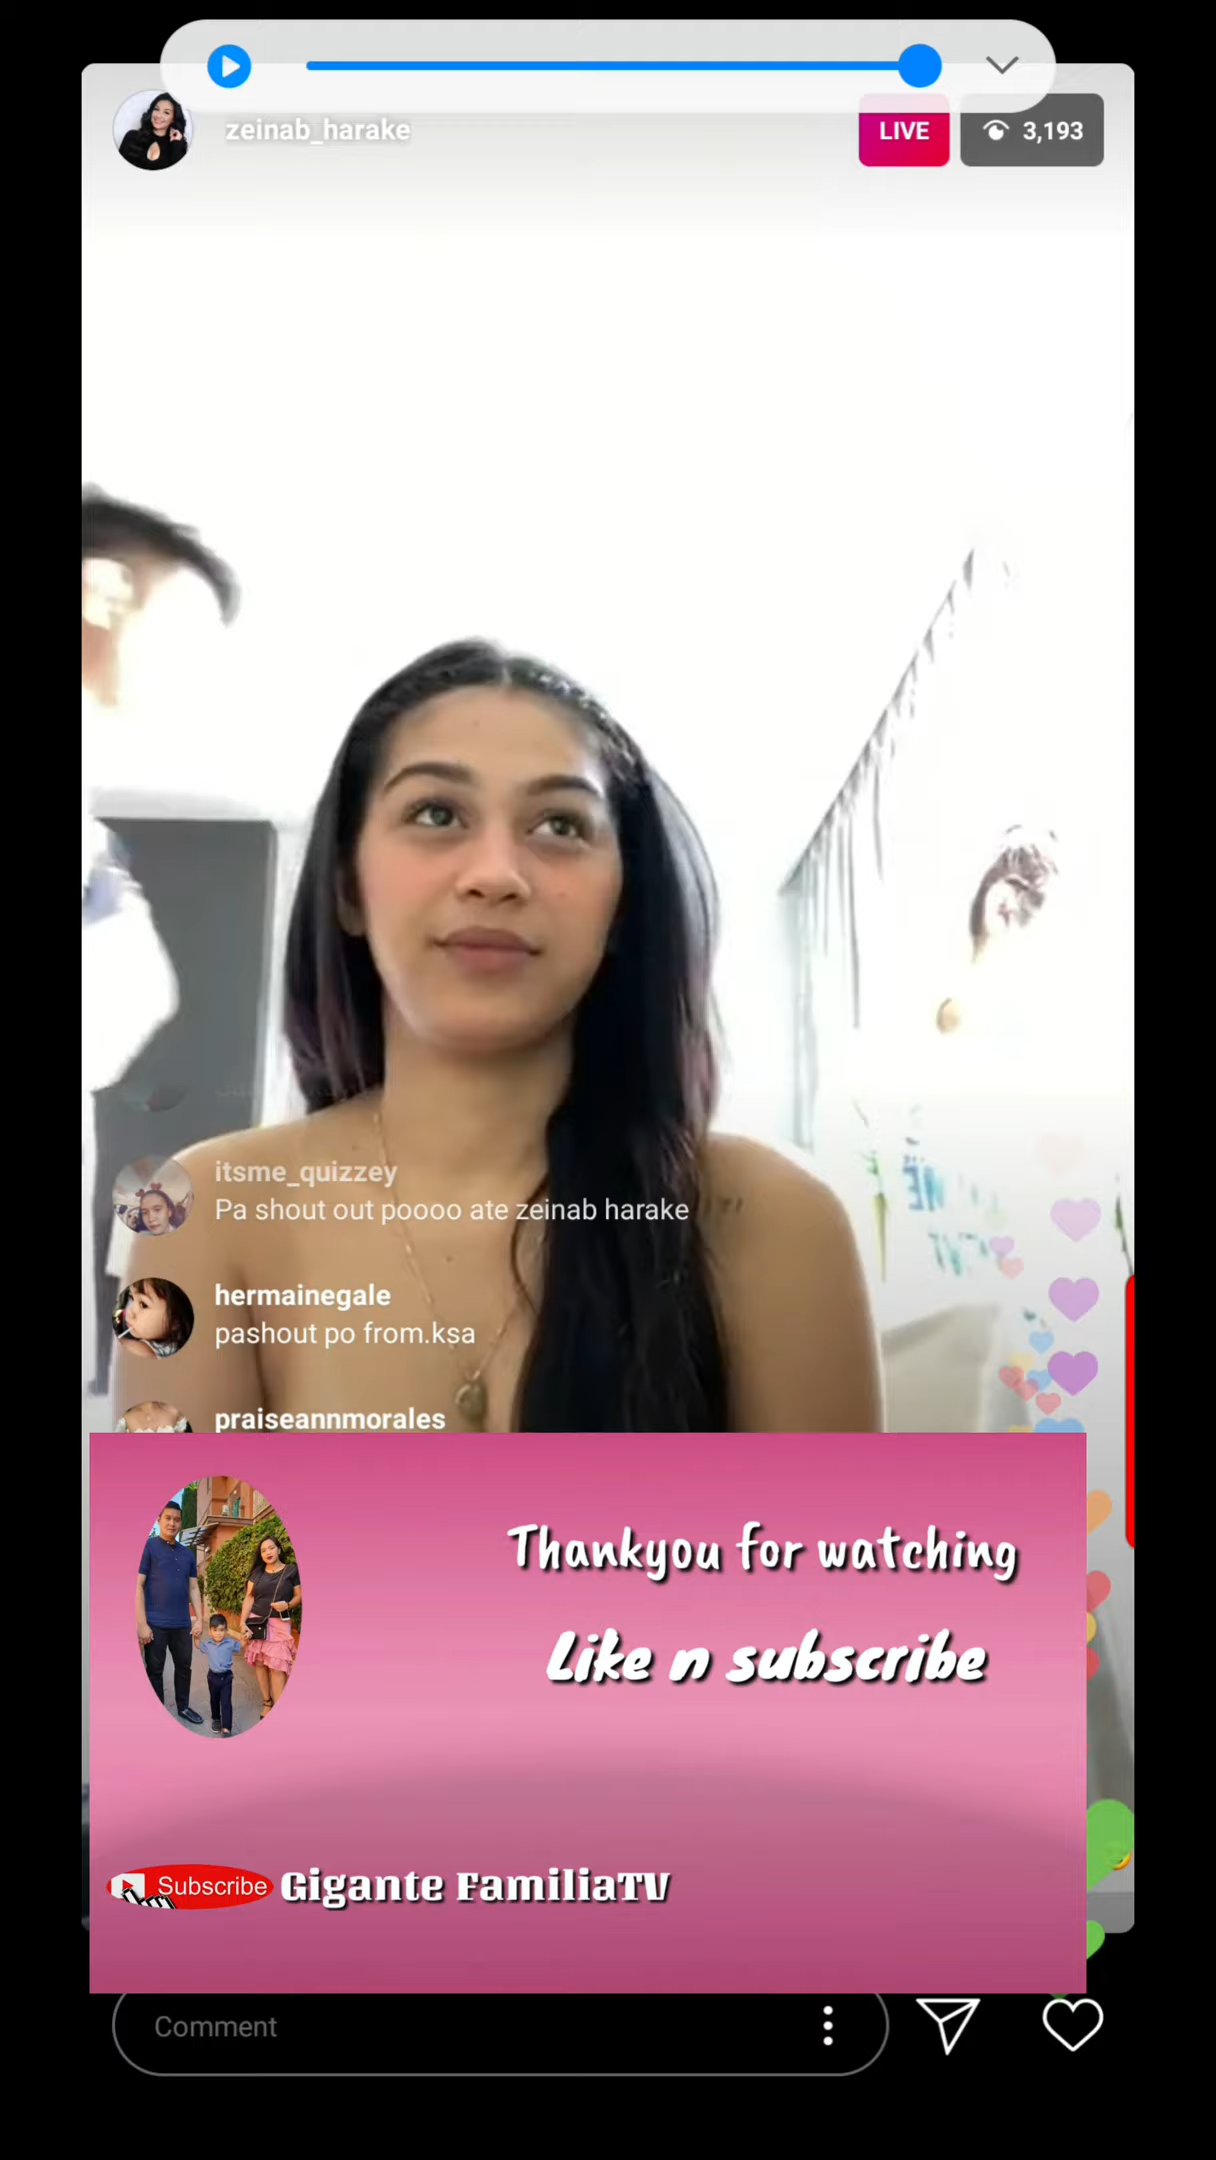 zeinab_harake
LIVE
3,193
itsme_quizzey
Pa shout out poooo ate zeinab harake
hermainegale
pashout po from.ksa
praiseannmorales
Thankyou for watching
Like n subscribe
Subscribe
Gigante FamiliaTV
Comment